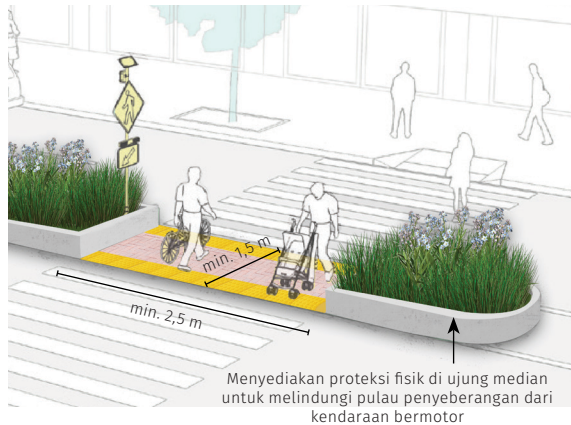 min. 1,5 m
min. 2,5 m
Menyediakan proteksi fisik di ujung median
untuk melindungi pulau penyeberangan dari
kendaraan bermotor